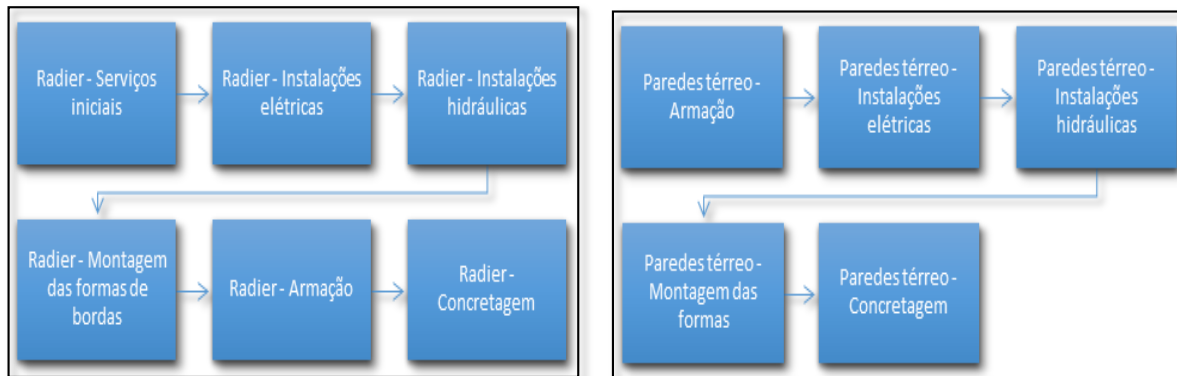 Radier - Serviços
iniciais
Radier - Instalações
elétricas
Radier - Instalações
hidráulicas
Radier - Montagem
das formas de
bordas
Radier - Armação
Radier -
Concretagem
Paredes térreo -
Armação
Paredes térreo -
Instalações
elétricas
Paredes térreo -
Instalações
hidráulicas
Paredes térreo -
Montagem das
formas
Paredes térreo -
Concretagem